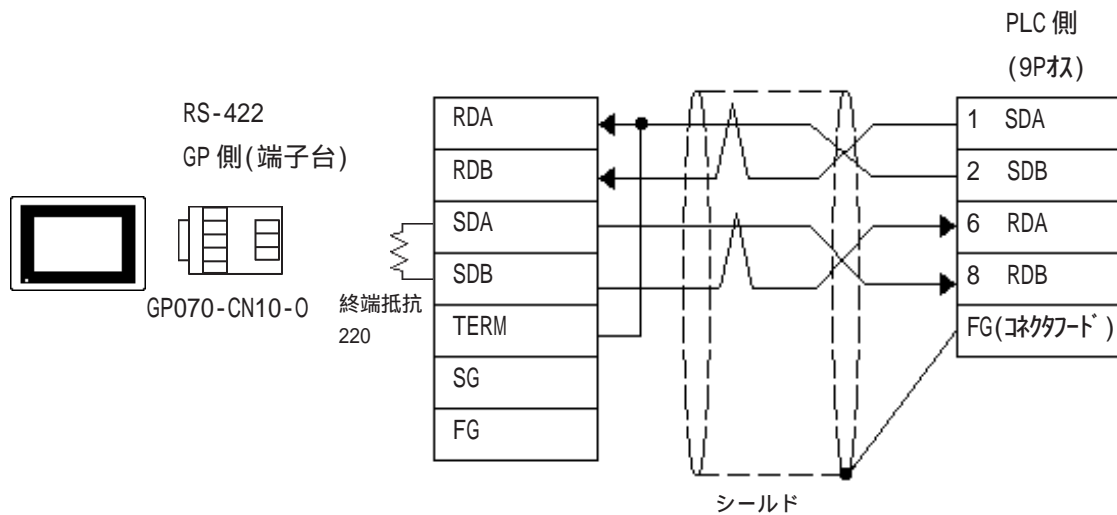 PLC 側
(9Pオス)
RS-422
GP 側(端子台)
GP070-CN10-O
終端抵抗
220
RDA
RDB
SDA
SDB
TERM
SG
FG
1 SDA
2 SDB
6 RDA
8 RDB
FG(コネクタフード)
シールド